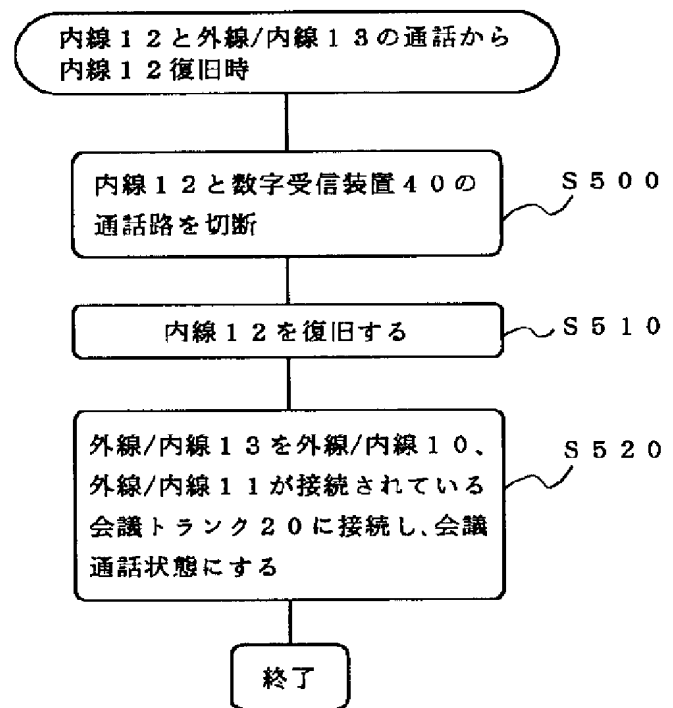 内線１２と外線/内線１３の通話から
内線１２復旧時
内線１２と数字受信装置４０の
通話路を切断
Ｓ５００
内線１２を復旧する
Ｓ５１０
外線/内線１３を外線/内線１０、
外線/内線１１が接続されている
会議トランク２０に接続し、会議
通話状態にする
Ｓ５２０
終了